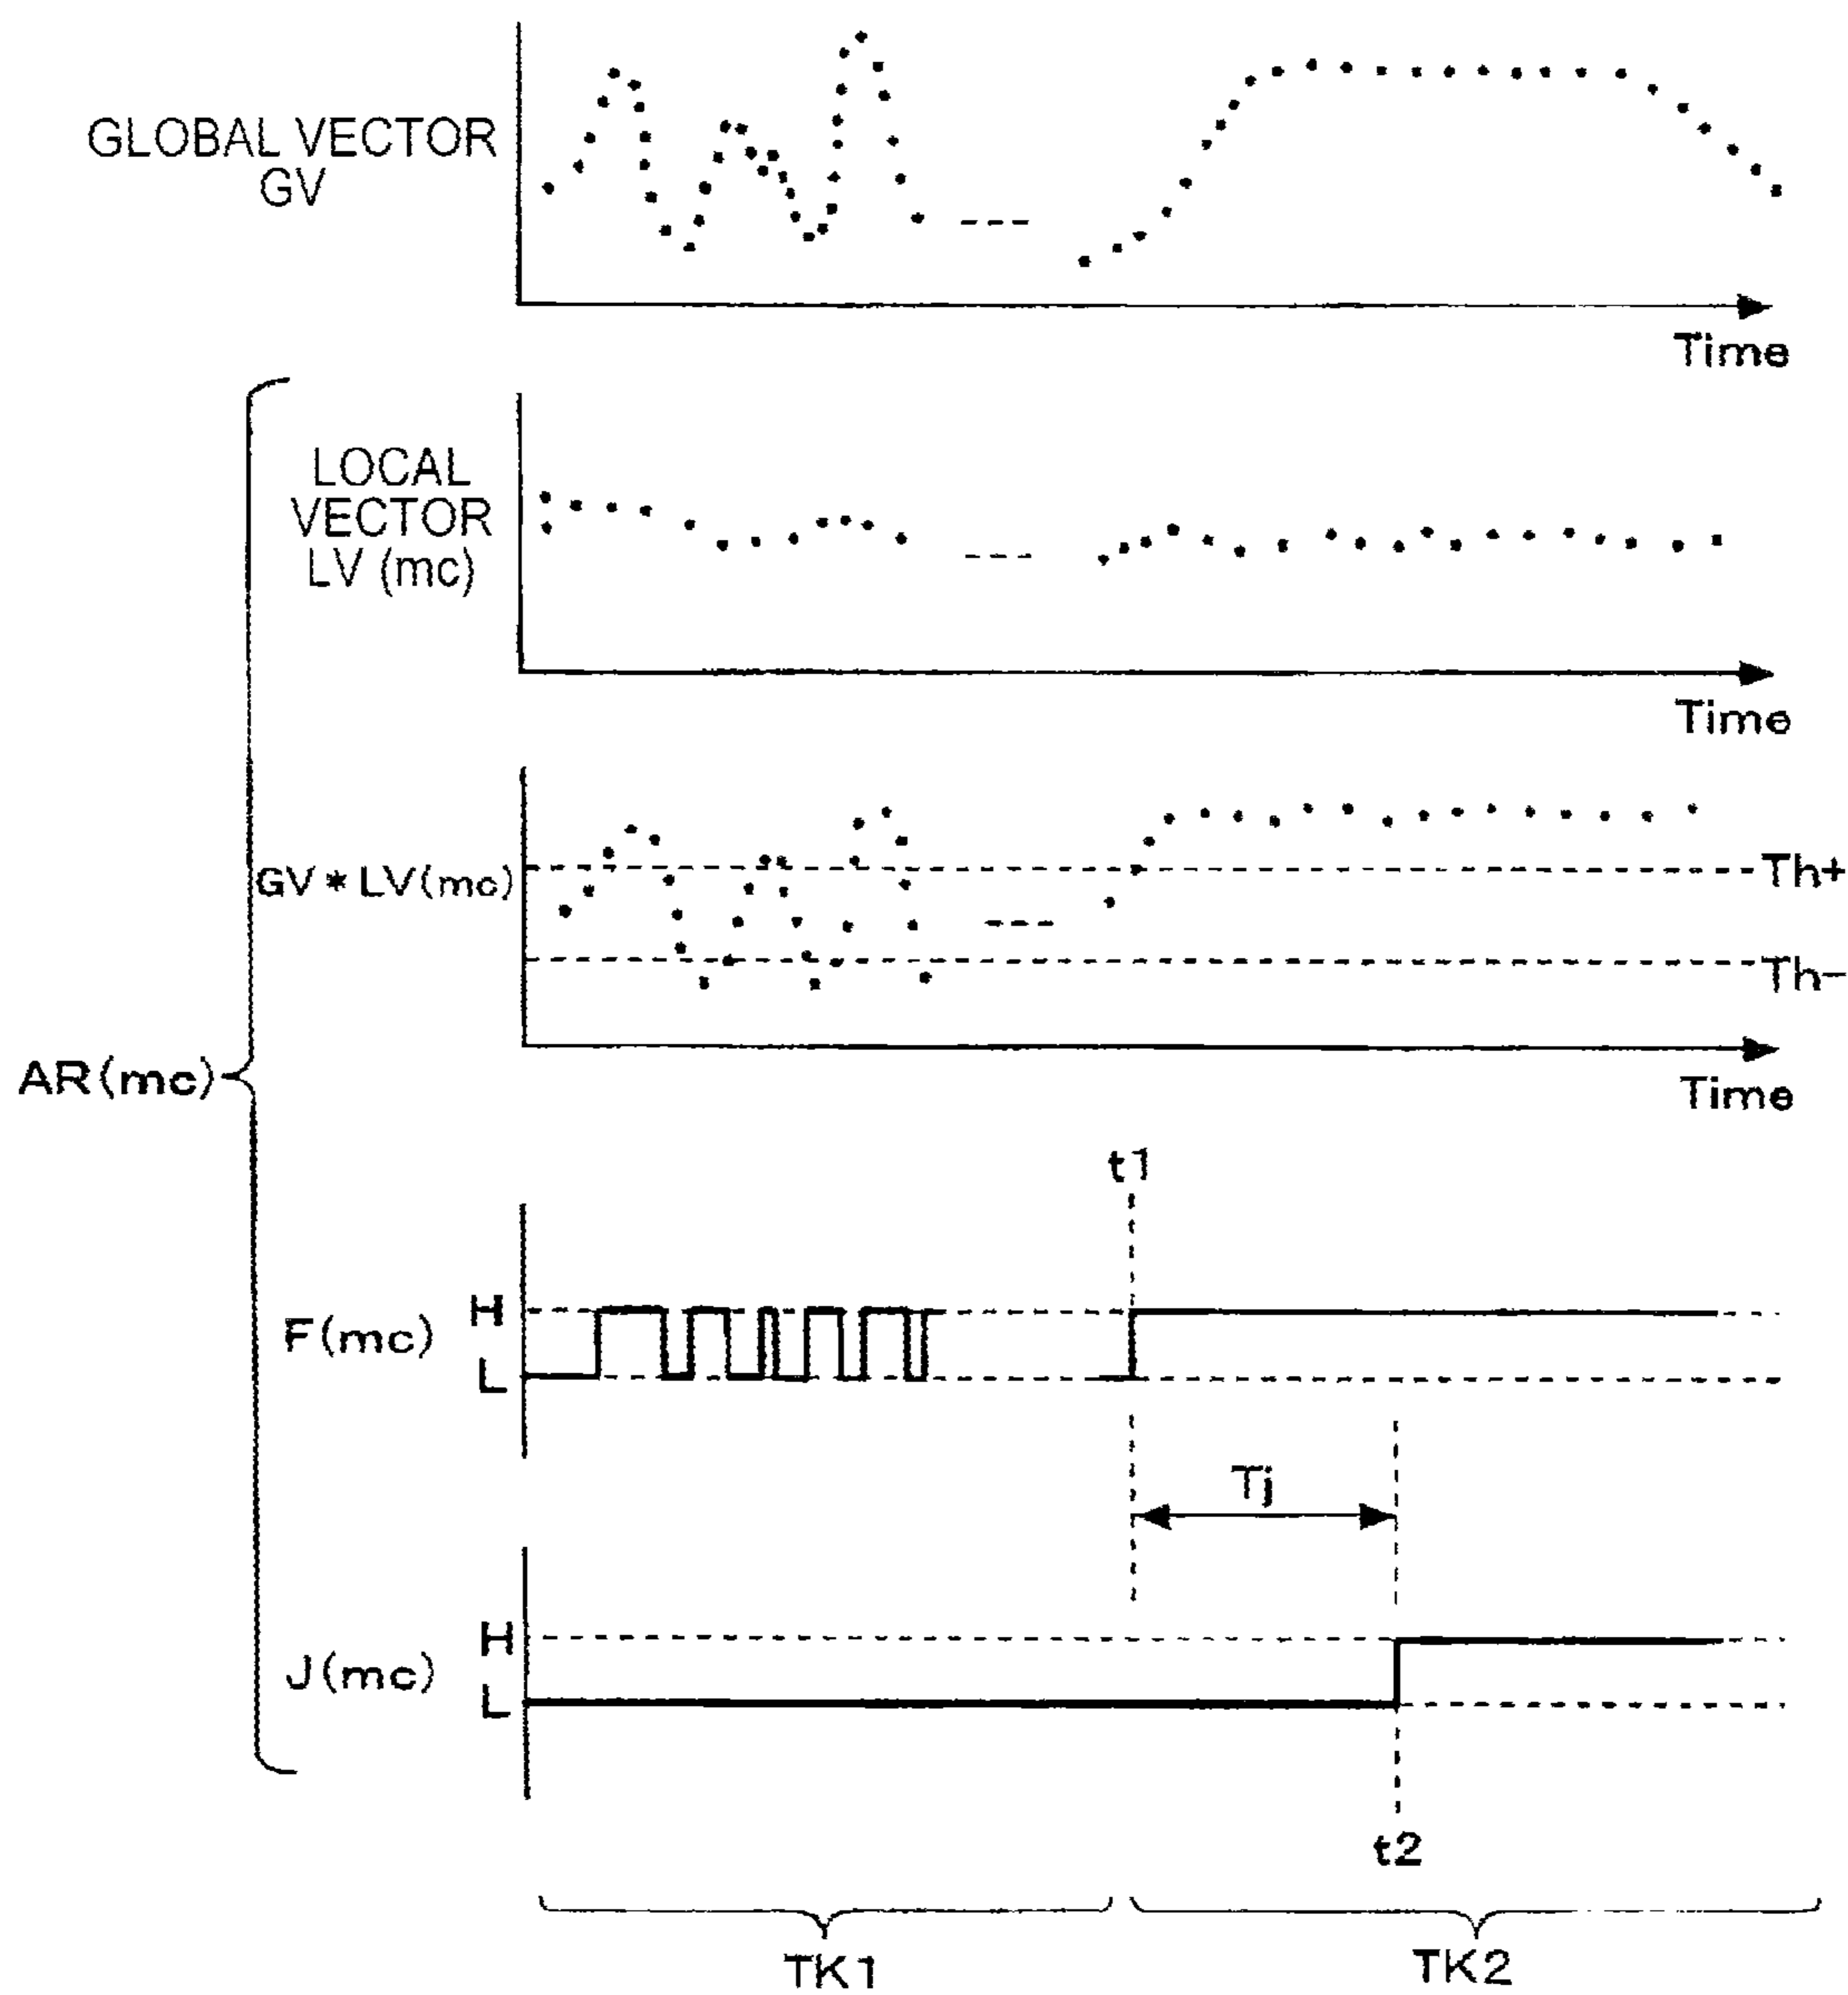 GLOBAL VECTOR
GV
Time
LOCAL
VECTOR
LV (mc)
Time
GV * LV(mc)
Th+
Th-
Time
AR(mc)
t1
F(mc)
H
L
Tj
J(mc)
H
L
t2
TK1
TK2